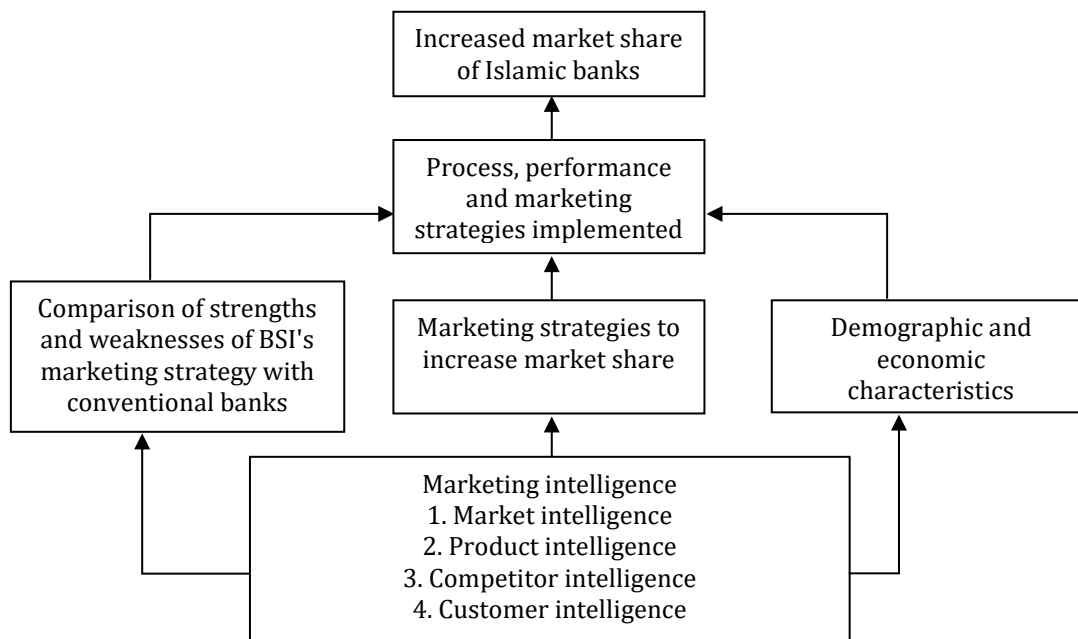 Increased market share
of Islamic banks
Process, performance
and marketing
strategies implemented
Comparison of strengths
and weaknesses of BSI's
marketing strategy with
conventional banks
Marketing strategies to
increase market share
Demographic and
economic
characteristics
Marketing intelligence
1. Market intelligence
2. Product intelligence
3. Competitor intelligence
4. Customer intelligence